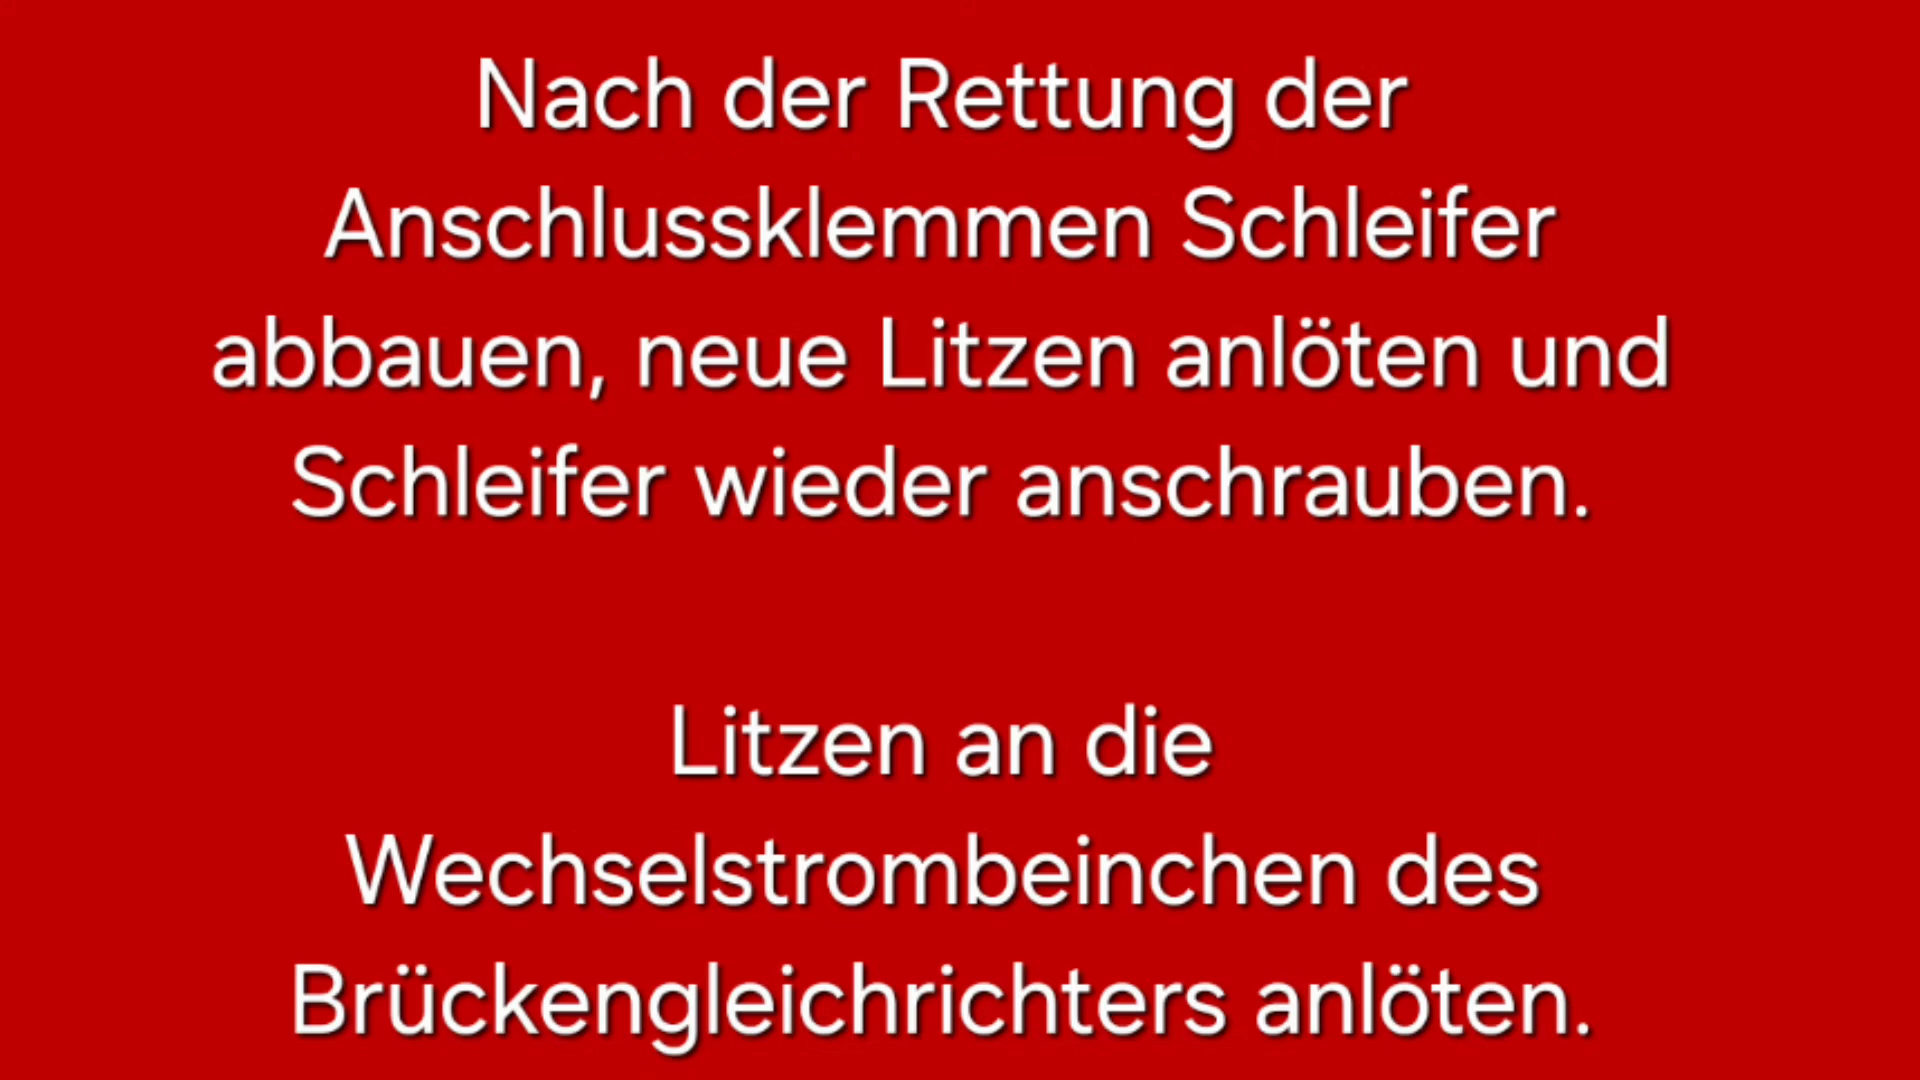 Nach der Rettung der
Anschlussklemmen Schleifer
abbauen, neue Litzen anlöten und
Schleifer wieder anschrauben.
Litzen an die
Wechselstrombeinchen des
Brückengleichrichters anlöten.